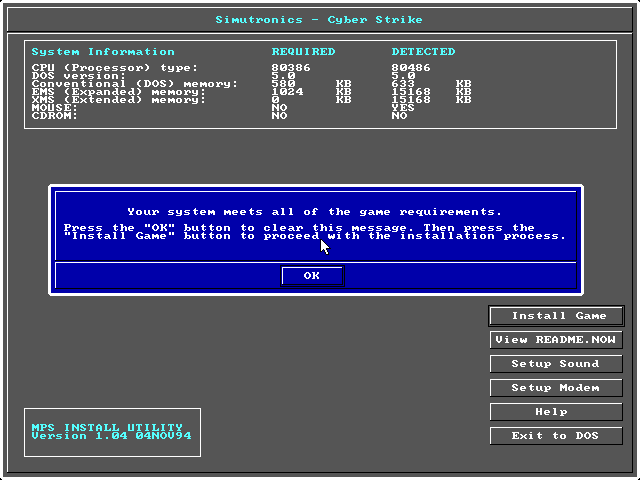 Simutronics - Cyber Strike
System Information REQUIRED DETECTED
CPU (Processor) type: 80386 80486
DOS version: 5.0 5.0
Conventional (DOS) memory: 580 KB 633 KB
EMS (Expanded) memory: 1024 KB 15168 KB
XMS (Extended) memory: 0 KB 15168 KB
MOUSE: NO YES
CDROM: NO NO
Your system meets all of the game requirements.
Press the "OK" button to clear this message. Then press the
"Install Game" button to proceed with the installation process.
OK
Install Game
View README.NOW
Setup Sound
Setup Modem
Help
Exit to DOS
MPS INSTALL UTILITY
Version 1.04 04NOV94